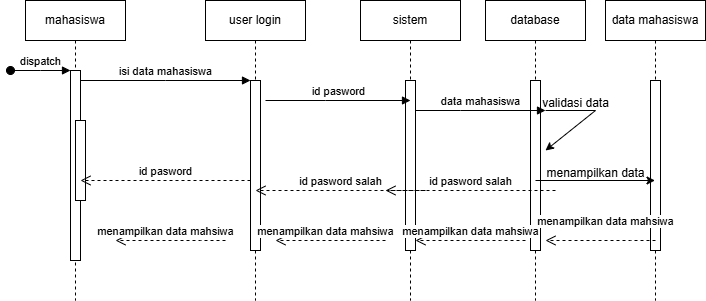 mahasiswa
user login
sistem
database
data mahasiswa
dispatch
isi data mahasiswa
id pasword
data mahasiswa
validasi data
id pasword
menampilkan data
id pasword salah
id pasword salah
menampilkan data mahsiwa
menampilkan data mahsiwa
menampilkan data mahsiwa
menampilkan data mahsiwa